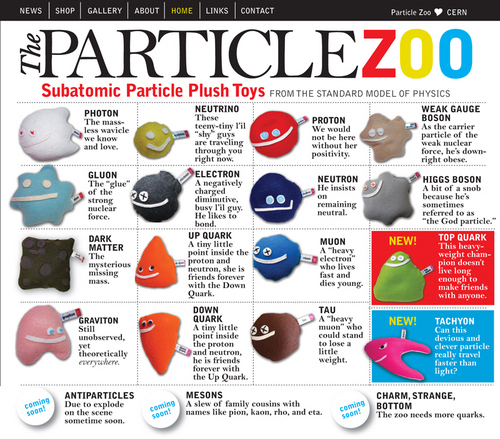 NEWS SHOP GALLERY ABOUT HOME LINKS CONTACT
Particle Zoo ♥ CERN
The PARTICLE ZOO
Subatomic Particle Plush Toys FROM THE STANDARD MODEL OF PHYSICS
PHOTON
The mass-
less wavicle
we know
and love.
NEUTRINO
These
teeny-tiny l'il
"shy" guys
are traveling
through you
right now.
PROTON
We would
not be here
without her
positivity.
WEAK GAUGE
BOSON
As the carrier
particle of the
weak nuclear
force, he's down-
right obese.
GLUON
The "glue"
of the
strong
nuclear
force.
ELECTRON
A negatively
charged
diminutive,
busy l'il guy.
He likes to
bond.
NEUTRON
He insists
on
remaining
neutral.
HIGGS BOSON
A bit of a snob
because he's
sometimes
referred to as
"the God particle."
DARK
MATTER
The
mysterious
missing
mass.
UP QUARK
A tiny little
point inside the
proton and
neutron, she is
friends forever
with the Down
Quark.
MUON
A "heavy
electron"
who lives
fast and
dies young.
NEW!
TOP QUARK
This heavy-
weight cham-
pion doesn't
live long
enough to
make friends
with anyone.
GRAVITON
Still
unobserved,
yet
theoretically
everywhere.
DOWN
QUARK
A tiny little
point inside
the proton
and neutron,
he is friends
forever with
the Up Quark.
TAU
A "heavy
muon" who
could stand
to lose a
little
weight.
NEW!
TACHYON
Can this
devious and
clever particle
really travel
faster than
light?
coming
soon!
ANTIPARTICLES
Due to explode
on the scene
sometime soon.
coming
soon!
MESONS
A slew of family cousins with
names like pion, kaon, rho, and eta.
coming
soon!
CHARM, STRANGE,
BOTTOM
The zoo needs more quarks.